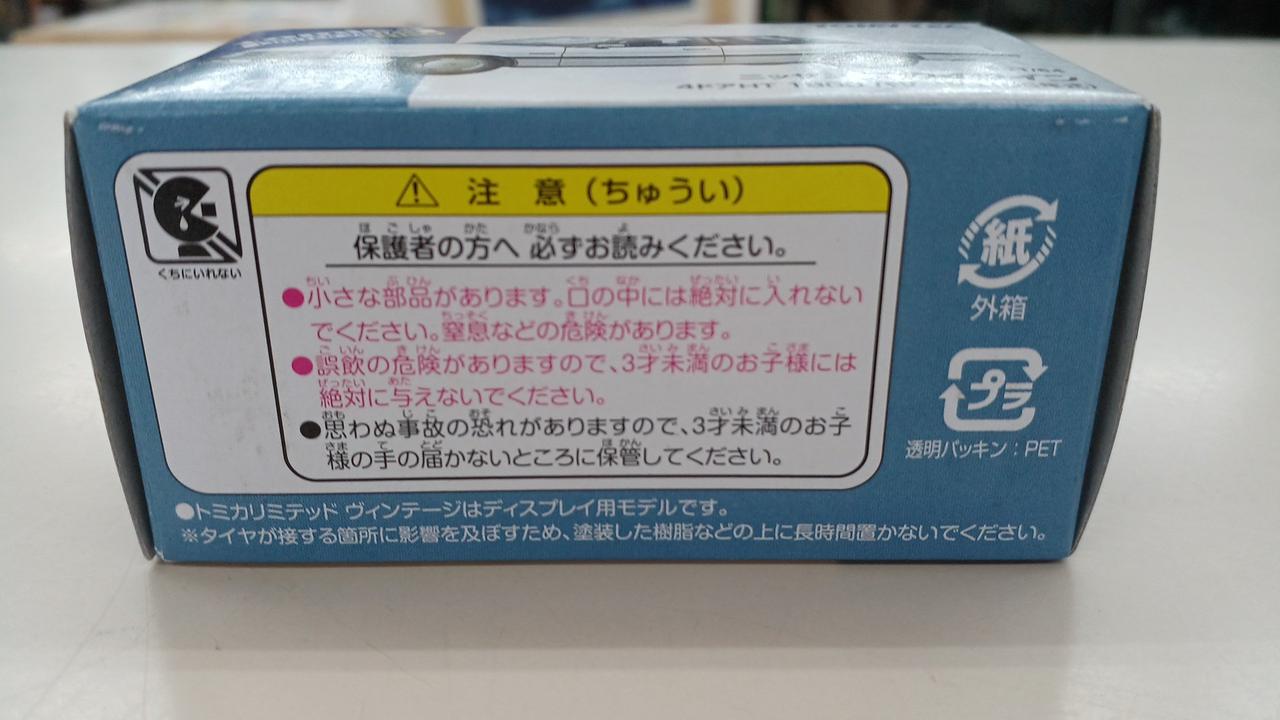 4ドアHT 1800
⚠ 注 意（ちゅうい）
保護者の方へ 必ずお読みください。
●小さな部品があります。口の中には絶対に入れない
でください。窒息などの危険があります。
●誤飲の危険がありますので、3才未満のお子様には
絶対に与えないでください。
●思わぬ事故の恐れがありますので、3才未満のお子
様の手の届かないところに保管してください。
くちにいれない
紙
外箱
プラ
透明パッキン：PET
●トミカリミテッド ヴィンテージはディスプレイ用モデルです。
※タイヤが接する箇所に影響を及ぼすため、塗装した樹脂などの上に長時間置かないでください。